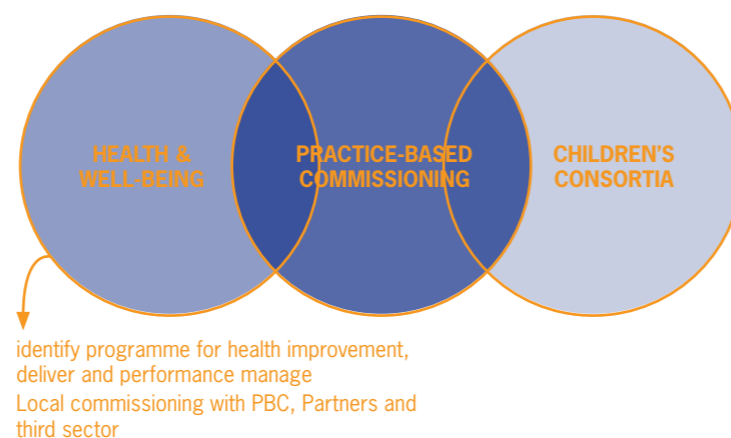 HEALTH &
WELL-BEING
PRACTICE-BASED
COMMISSIONING
CHILDREN'S
CONSORTIA
identify programme for health improvement,
deliver and performance manage
Local commissioning with PBC, Partners and
third sector